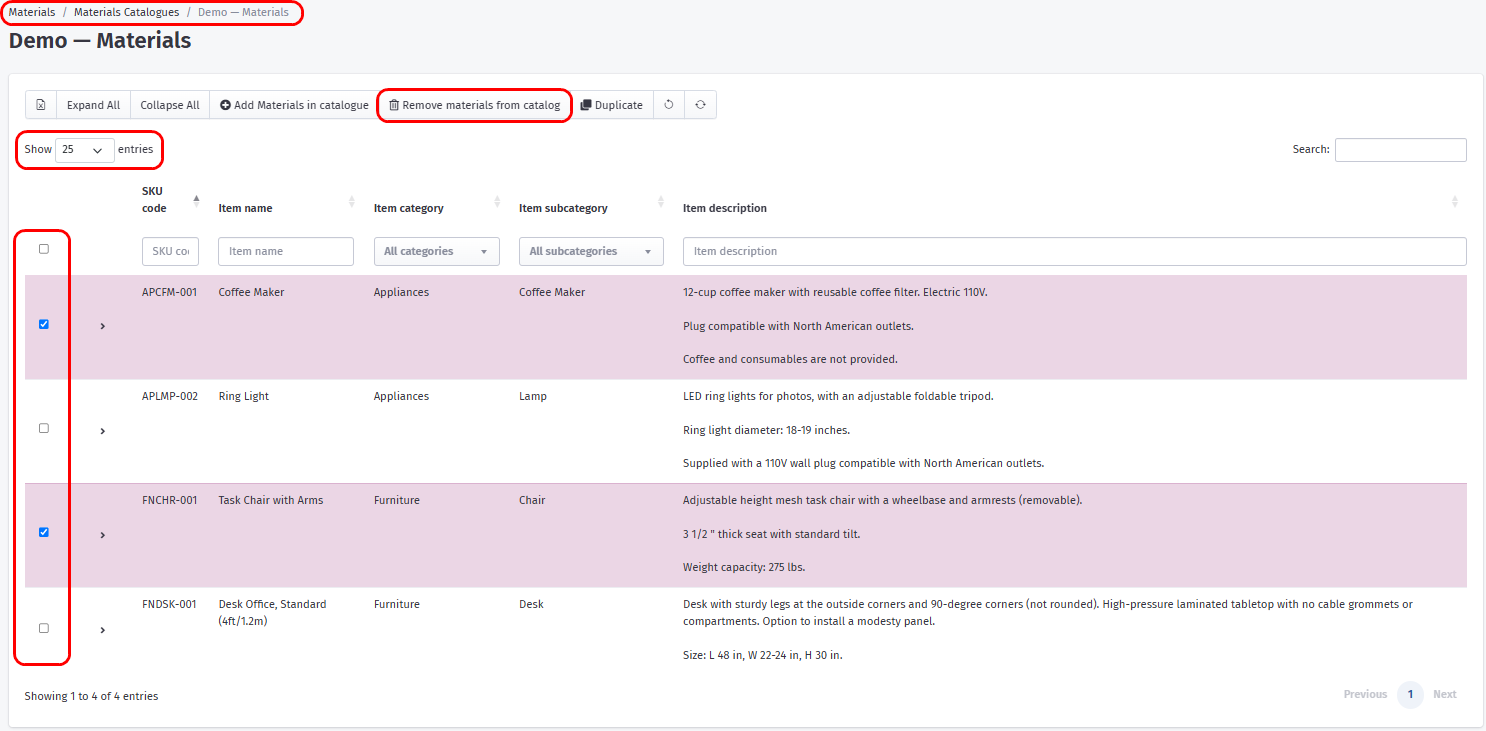 Materials / Materials Catalogues / Demo — Materials
Demo — Materials
Expand All Collapse All Add Materials in catalogue Remove materials from catalog Duplicate
Show 25 entries Search:
SKU code Item name Item category Item subcategory Item description
SKU co Item name All categories All subcategories Item description
APCFM-001 Coffee Maker Appliances Coffee Maker 12-cup coffee maker with reusable coffee filter. Electric 110V.
Plug compatible with North American outlets.
Coffee and consumables are not provided.
APLMP-002 Ring Light Appliances Lamp LED ring lights for photos, with an adjustable foldable tripod.
Ring light diameter: 18-19 inches.
Supplied with a 110V wall plug compatible with North American outlets.
FNCHR-001 Task Chair with Arms Furniture Chair Adjustable height mesh task chair with a wheelbase and armrests (removable).
3 1/2 " thick seat with standard tilt.
Weight capacity: 275 lbs.
FNDSK-001 Desk Office, Standard (4ft/1.2m) Furniture Desk Desk with sturdy legs at the outside corners and 90-degree corners (not rounded). High-pressure laminated tabletop with no cable grommets or
compartments. Option to install a modesty panel.
Size: L 48 in, W 22-24 in, H 30 in.
Showing 1 to 4 of 4 entries Previous 1 Next